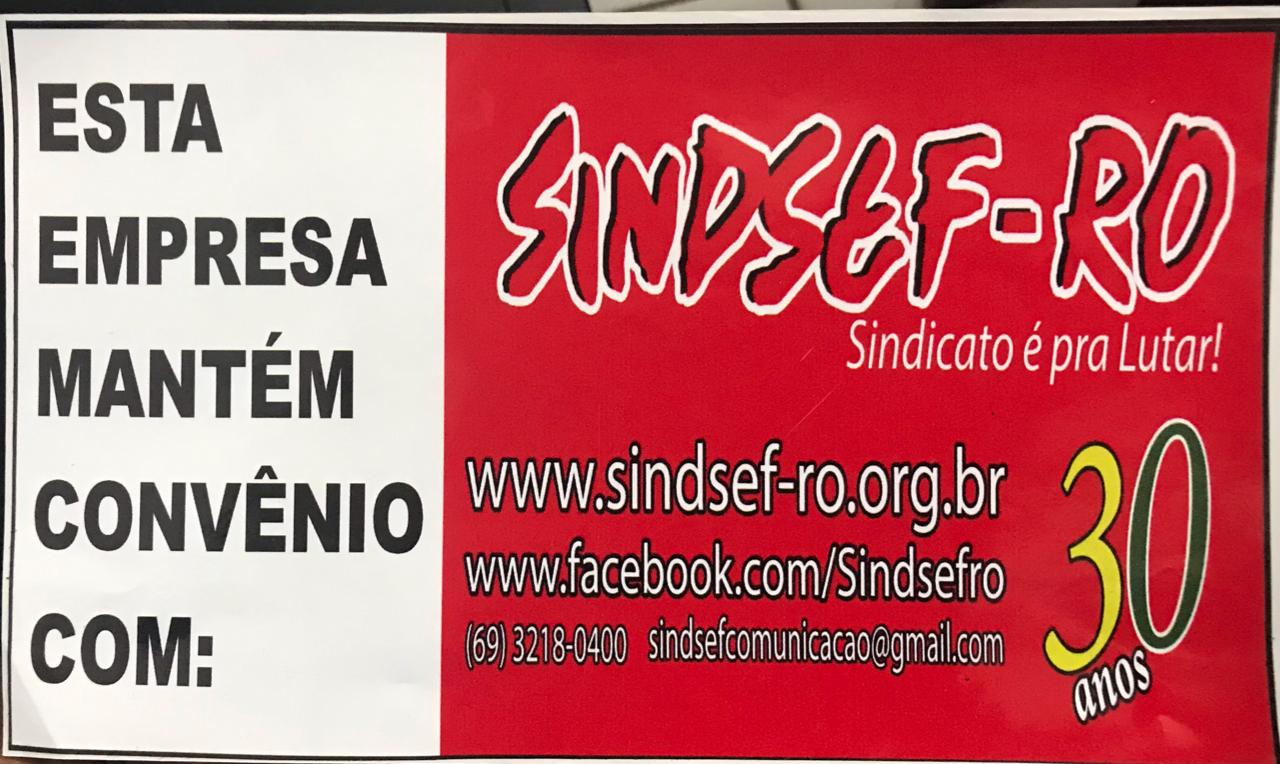 ESTA
EMPRESA
MANTÉM
CONVÊNIO
COM:
SINDSEF-RO
Sindicato é pra Lutar!
www.sindsef-ro.org.br
www.facebook.com/Sindsefro
(69) 3218-0400 sindsefcomunicacao@gmail.com
30
anos